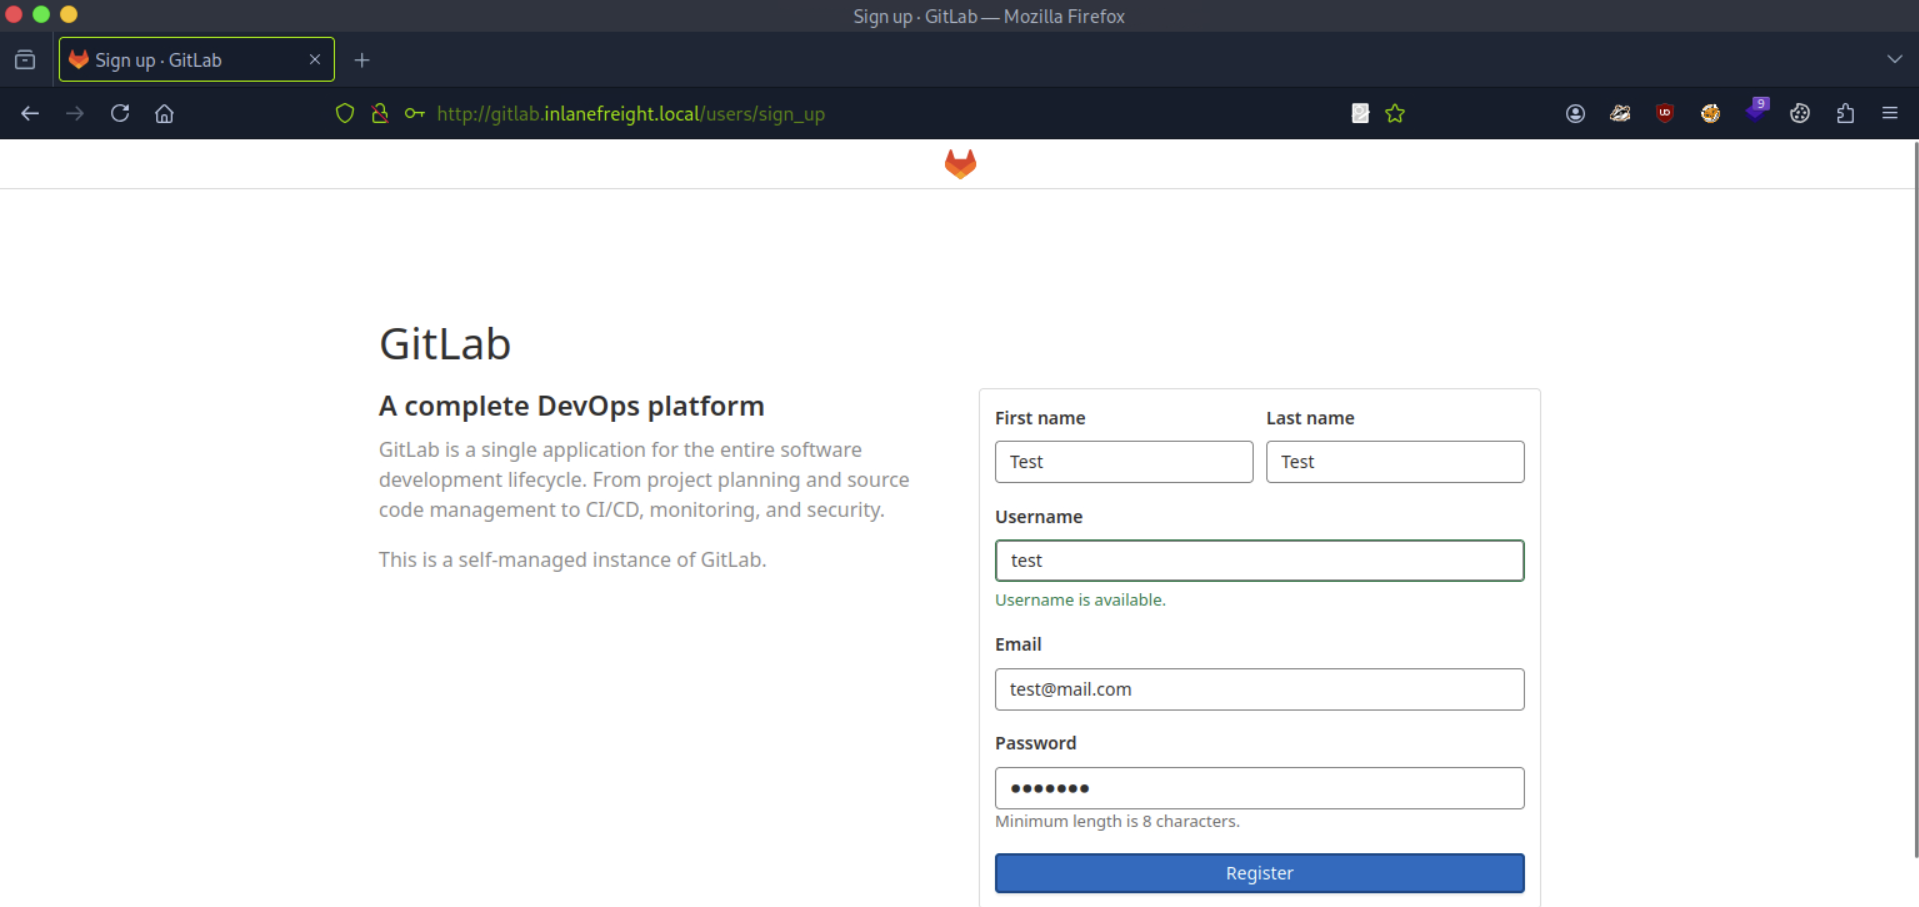 Sign up · GitLab — Mozilla Firefox
Sign up · GitLab
http://gitlab.inlanefreight.local/users/sign_up
9
GitLab
A complete DevOps platform
GitLab is a single application for the entire software
development lifecycle. From project planning and source
code management to CI/CD, monitoring, and security.
This is a self-managed instance of GitLab.
First name Last name
Test Test
Username
test
Username is available.
Email
test@mail.com
Password
•••••••
Minimum length is 8 characters.
Register